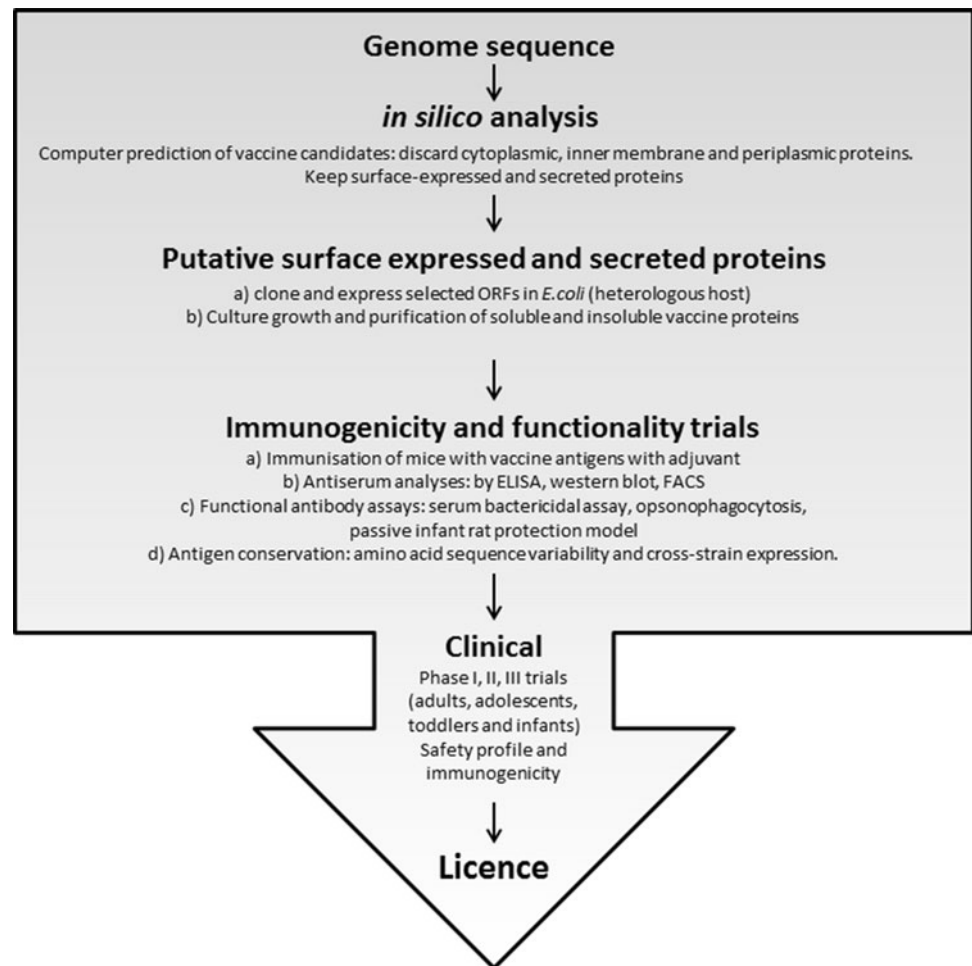 Genome sequence
in silico analysis
Computer prediction of vaccine candidates: discard cytoplasmic, inner membrane and periplasmic proteins.
Keep surface-expressed and secreted proteins
Putative surface expressed and secreted proteins
a) clone and express selected ORFs in E.coli (heterologous host)
b) Culture growth and purification of soluble and insoluble vaccine proteins
Immunogenicity and functionality trials
a) Immunisation of mice with vaccine antigens with adjuvant
b) Antiserum analyses: by ELISA, western blot, FACS
c) Functional antibody assays: serum bactericidal assay, opsonophagocytosis,
passive infant rat protection model
d) Antigen conservation: amino acid sequence variability and cross-strain expression.
Clinical
Phase I, II, III trials
(adults, adolescents,
toddlers and infants)
Safety profile and
immunogenicity
Licence